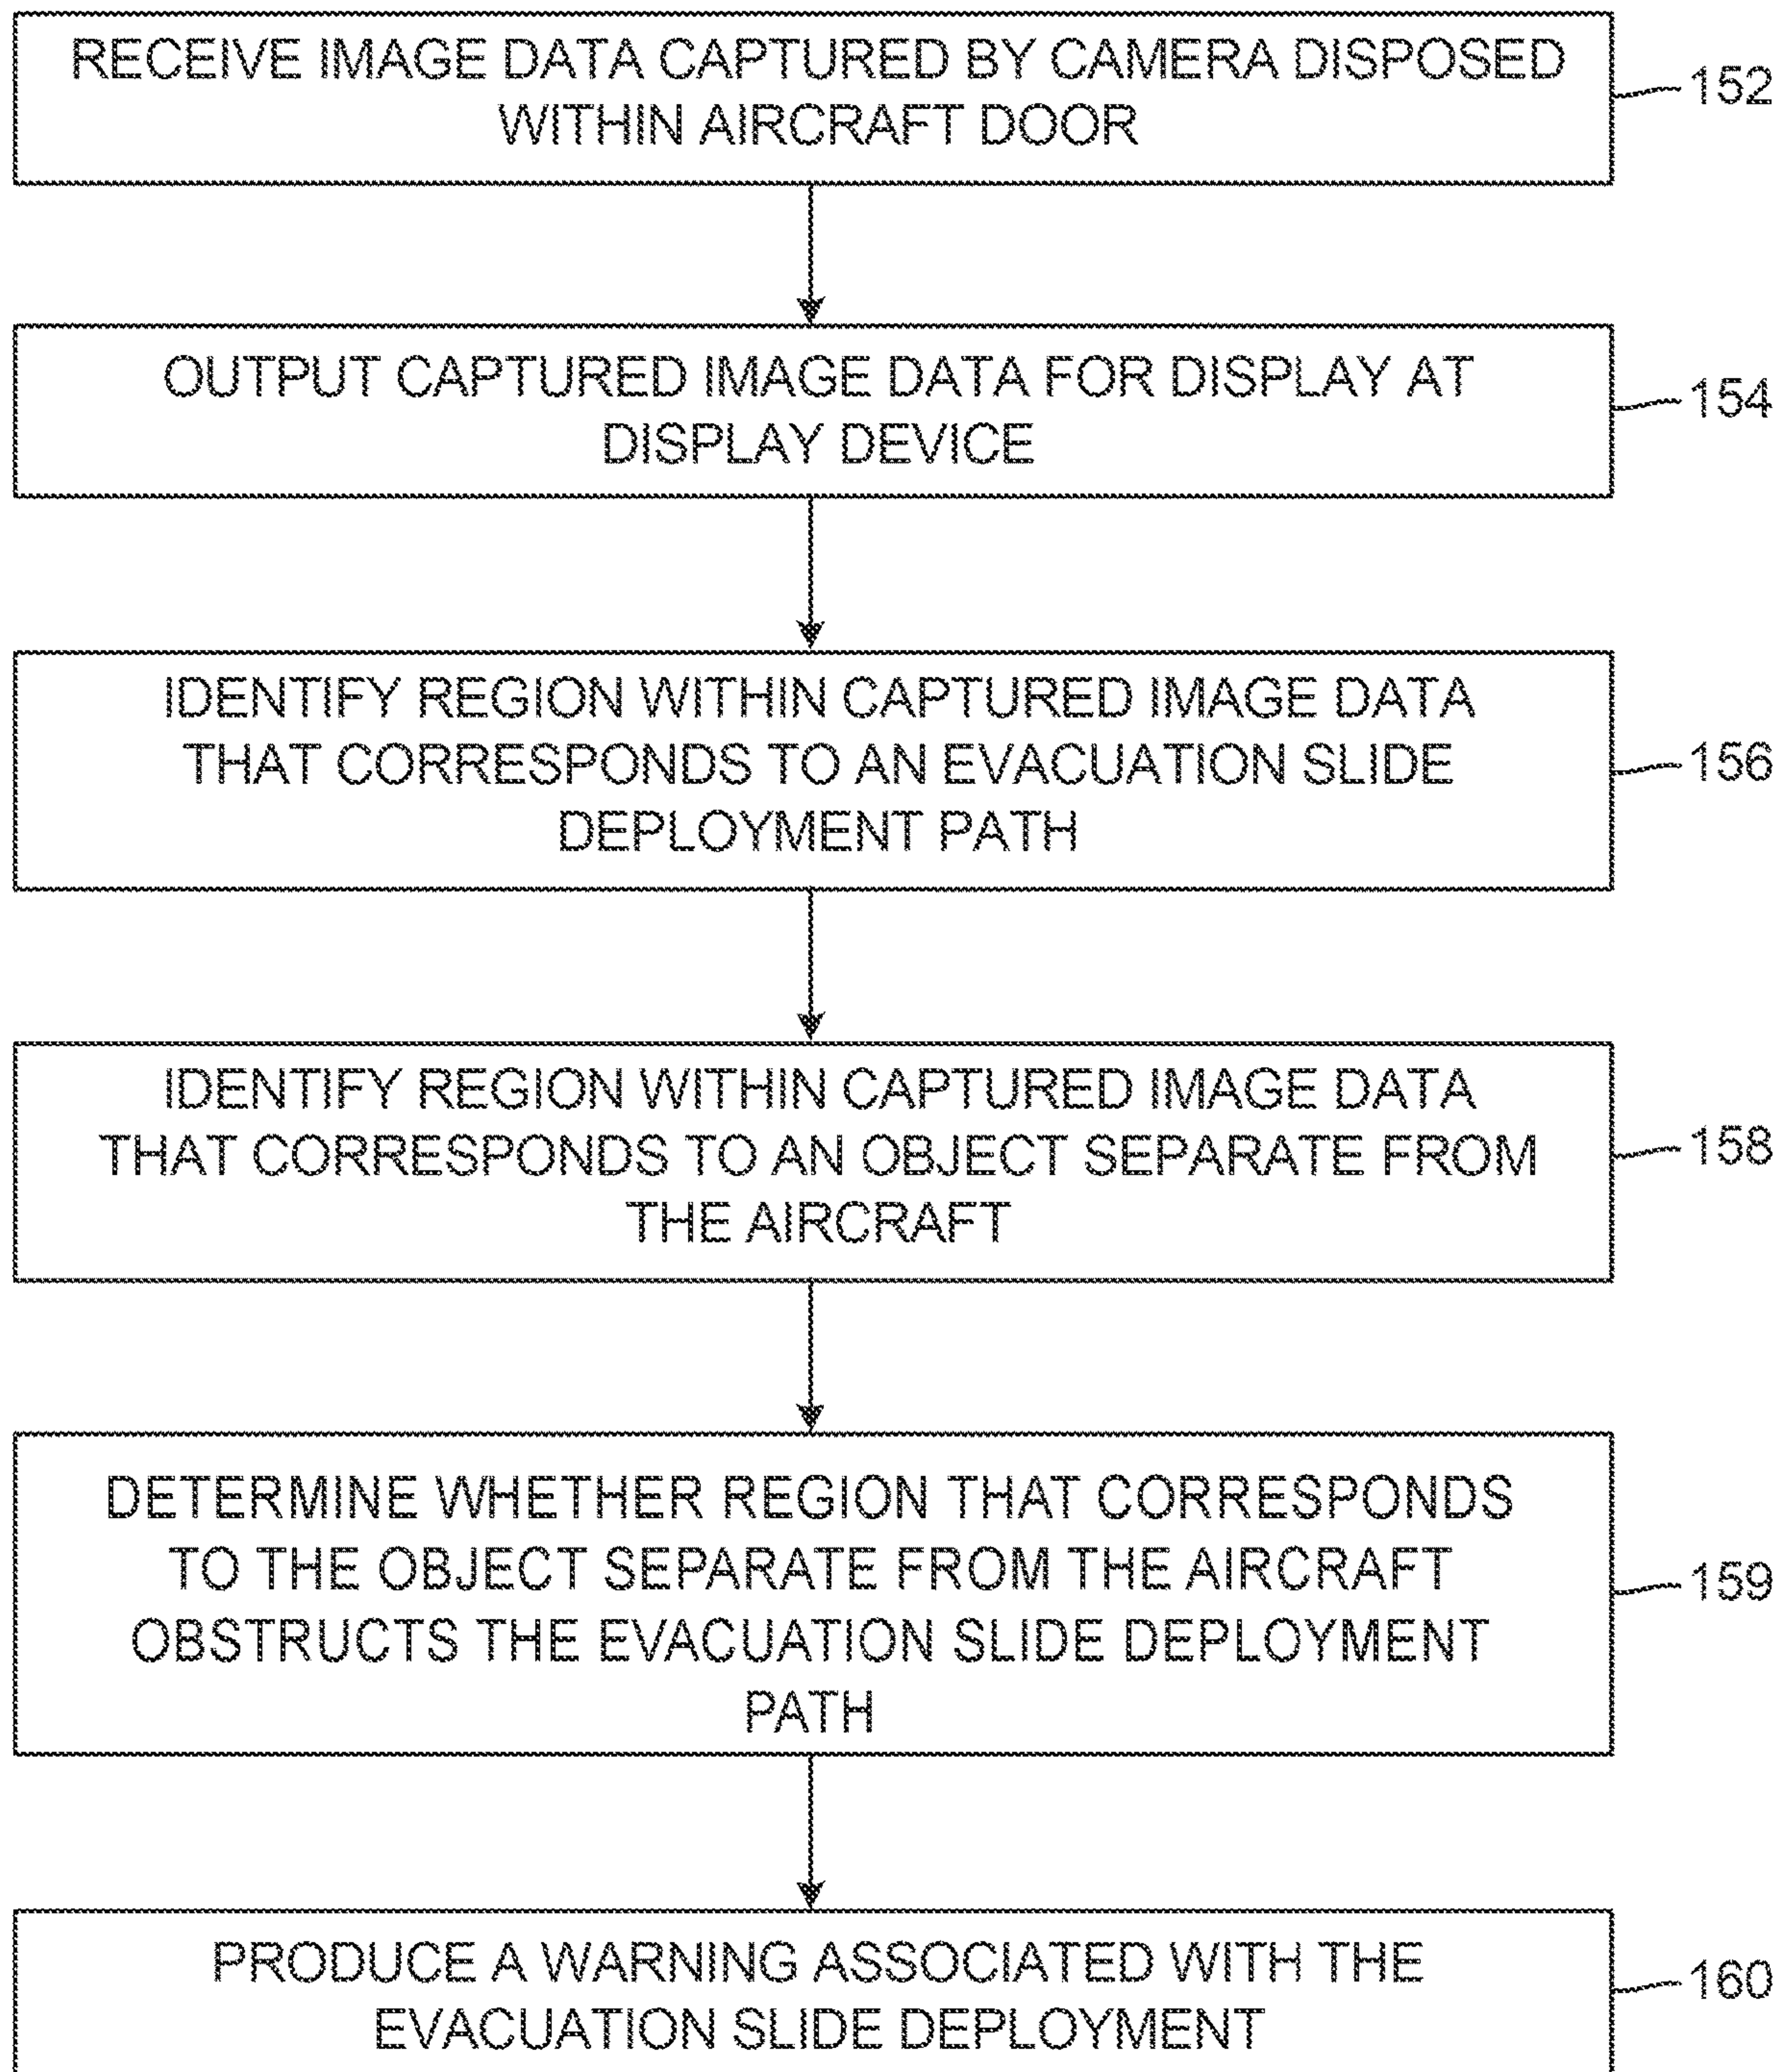 RECEIVE IMAGE DATA CAPTURED BY CAMERA DISPOSED
WITHIN AIRCRAFT DOOR
152
OUTPUT CAPTURED IMAGE DATA FOR DISPLAY AT
DISPLAY DEVICE
154
IDENTIFY REGION WITHIN CAPTURED IMAGE DATA
THAT CORRESPONDS TO AN EVACUATION SLIDE
DEPLOYMENT PATH
156
IDENTIFY REGION WITHIN CAPTURED IMAGE DATA
THAT CORRESPONDS TO AN OBJECT SEPARATE FROM
THE AIRCRAFT
158
DETERMINE WHETHER REGION THAT CORRESPONDS
TO THE OBJECT SEPARATE FROM THE AIRCRAFT
OBSTRUCTS THE EVACUATION SLIDE DEPLOYMENT
PATH
159
PRODUCE A WARNING ASSOCIATED WITH THE
EVACUATION SLIDE DEPLOYMENT
160